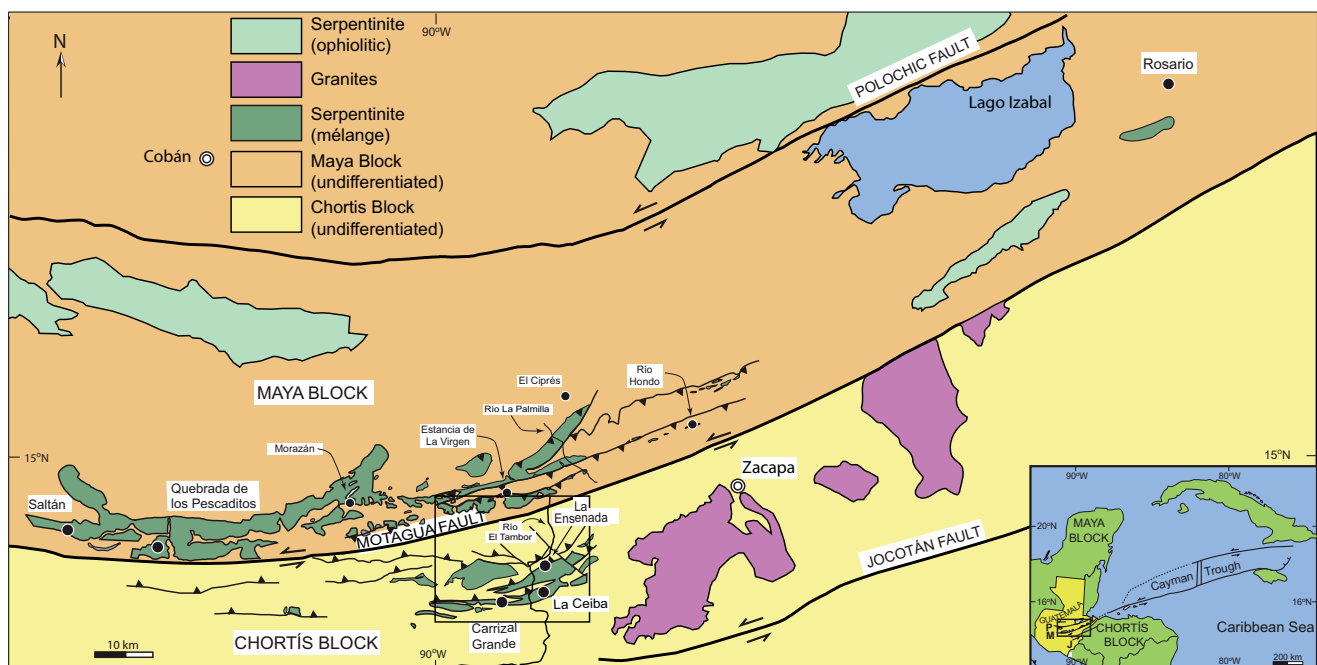 Serpentinite
(ophiolitic)
Granites
Serpentinite
(mélange)
Maya Block
(undifferentiated)
Chortis Block
(undifferentiated)
N
90°W
Cobán
POLOCHIC FAULT
Lago Izabal
Rosario
MAYA BLOCK
El Ciprés
Río
Hondo
Río La Palmilla
Estancia de
La Virgen
Morazán
15°N
15°N
Quebrada de
los Pescaditos
Saltán
Zacapa
MOTAGUA FAULT
La
Ensenada
Río
El Tambor
JOCOTÁN FAULT
La Ceiba
Carrizal
Grande
CHORTÍS BLOCK
10 km
90°W
90°W
80°W
20°N
MAYA
BLOCK
Cayman
Trough
16°N
16°N
GUATEMALA
P
M
J
CHORTÍS
BLOCK
Caribbean Sea
90°W
80°W
200 km